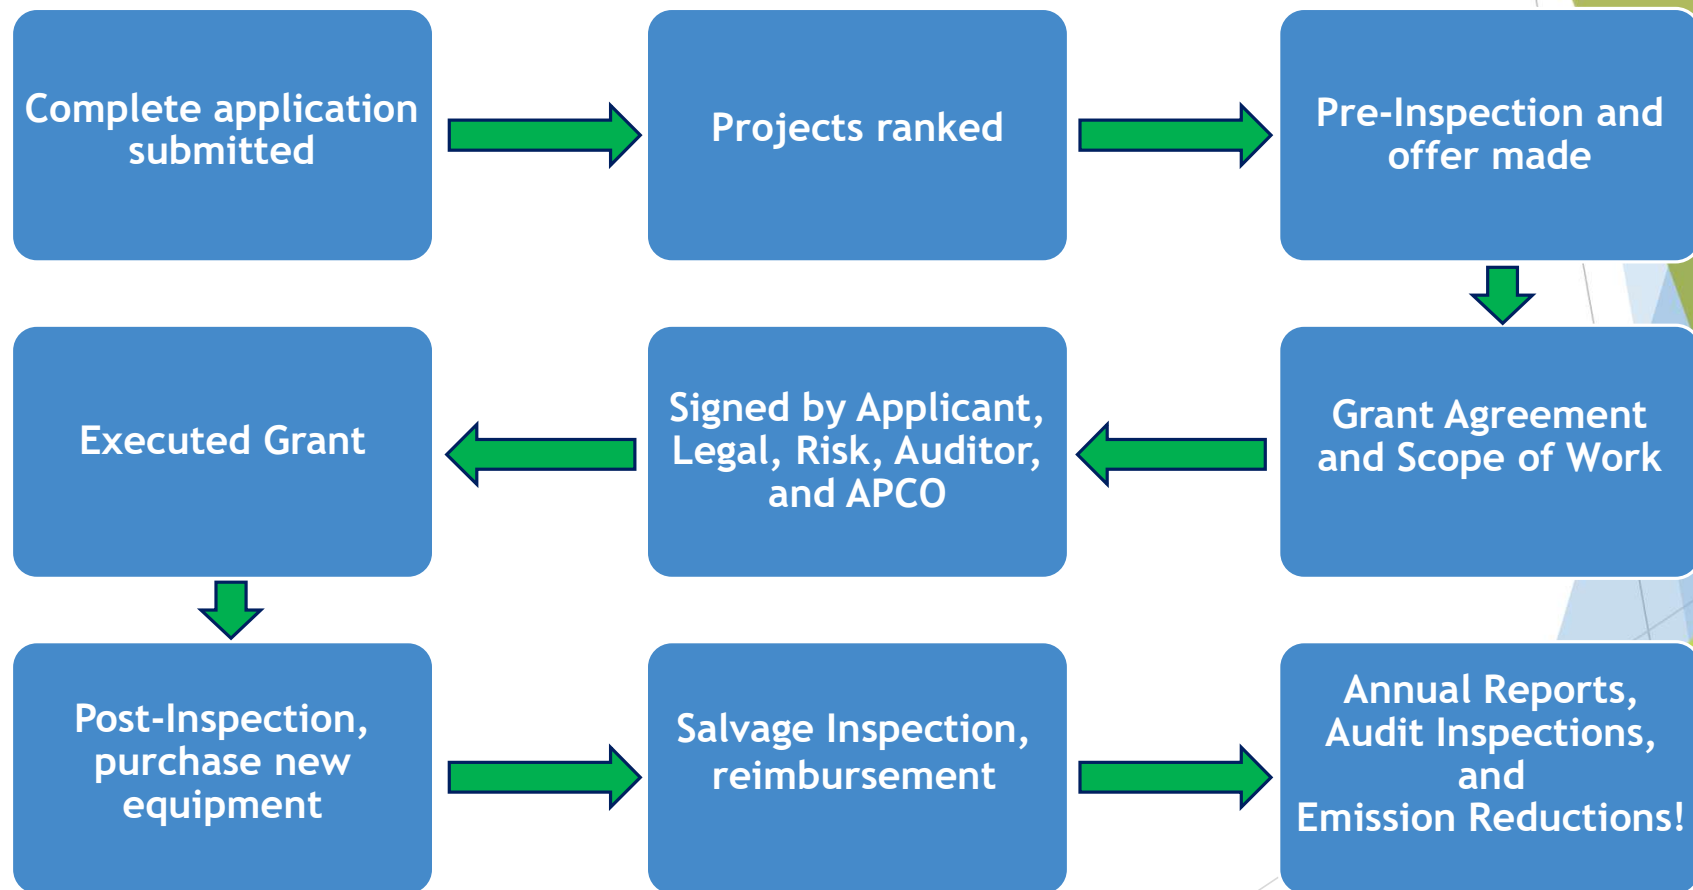 Complete application
submitted
Projects ranked
Pre-Inspection and
offer made
Grant Agreement
and Scope of Work
Signed by Applicant,
Legal, Risk, Auditor,
and APCO
Executed Grant
Post-Inspection,
purchase new
equipment
Salvage Inspection,
reimbursement
Annual Reports,
Audit Inspections,
and
Emission Reductions!